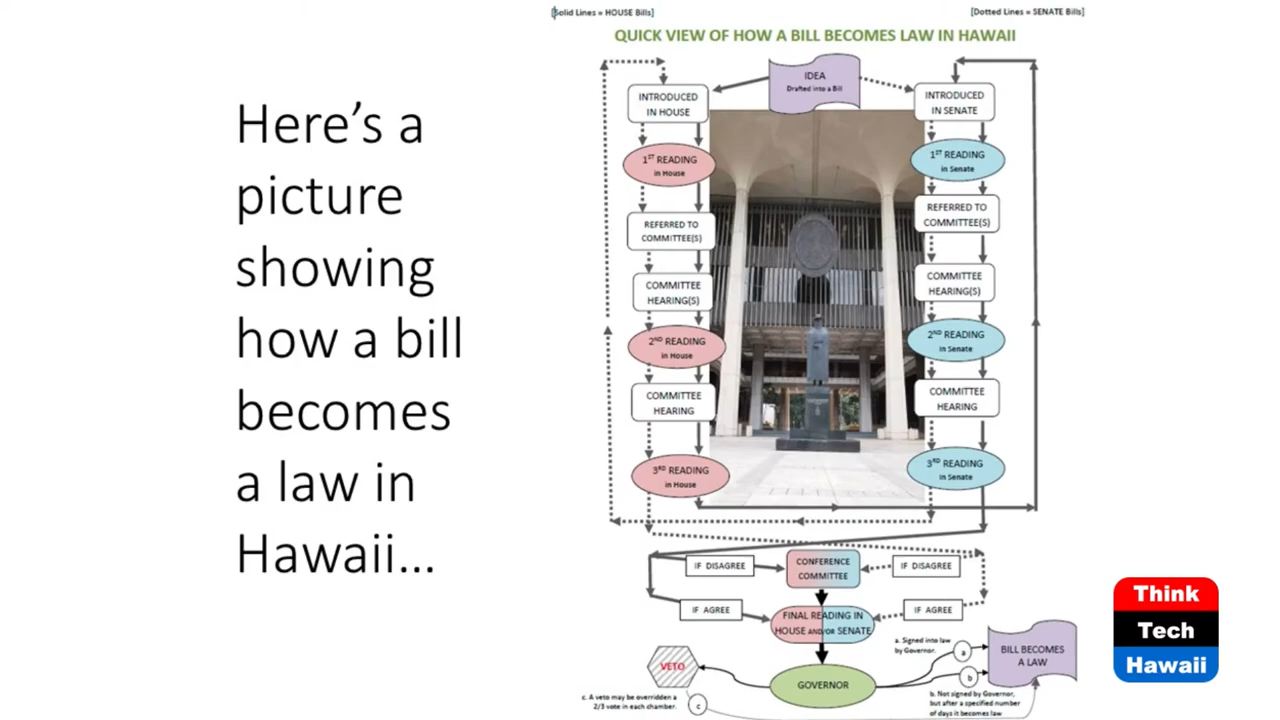 [Solid Lines = HOUSE Bills]
[Dotted Lines = SENATE Bills]
QUICK VIEW OF HOW A BILL BECOMES LAW IN HAWAII
Here’s a
picture
showing
how a bill
becomes
a law in
Hawaii…
IDEA
Drafted into a Bill
INTRODUCED
IN HOUSE
1ST READING
in House
REFERRED TO
COMMITTEE(S)
COMMITTEE
HEARING(S)
2ND READING
in House
COMMITTEE
HEARING
3RD READING
in House
INTRODUCED
IN SENATE
1ST READING
in Senate
REFERRED TO
COMMITTEE(S)
COMMITTEE
HEARING(S)
2ND READING
in Senate
COMMITTEE
HEARING
3RD READING
in Senate
IF DISAGREE
CONFERENCE
COMMITTEE
IF DISAGREE
IF AGREE
FINAL READING IN
HOUSE AND/OR SENATE
IF AGREE
VETO
GOVERNOR
a. Signed into law
by Governor.
a
b
BILL BECOMES
A LAW
c. A veto may be overridden a
2/3 vote in each chamber.
c
b. Not signed by Governor,
but after a specified number
of days it becomes law
Think
Tech
Hawaii